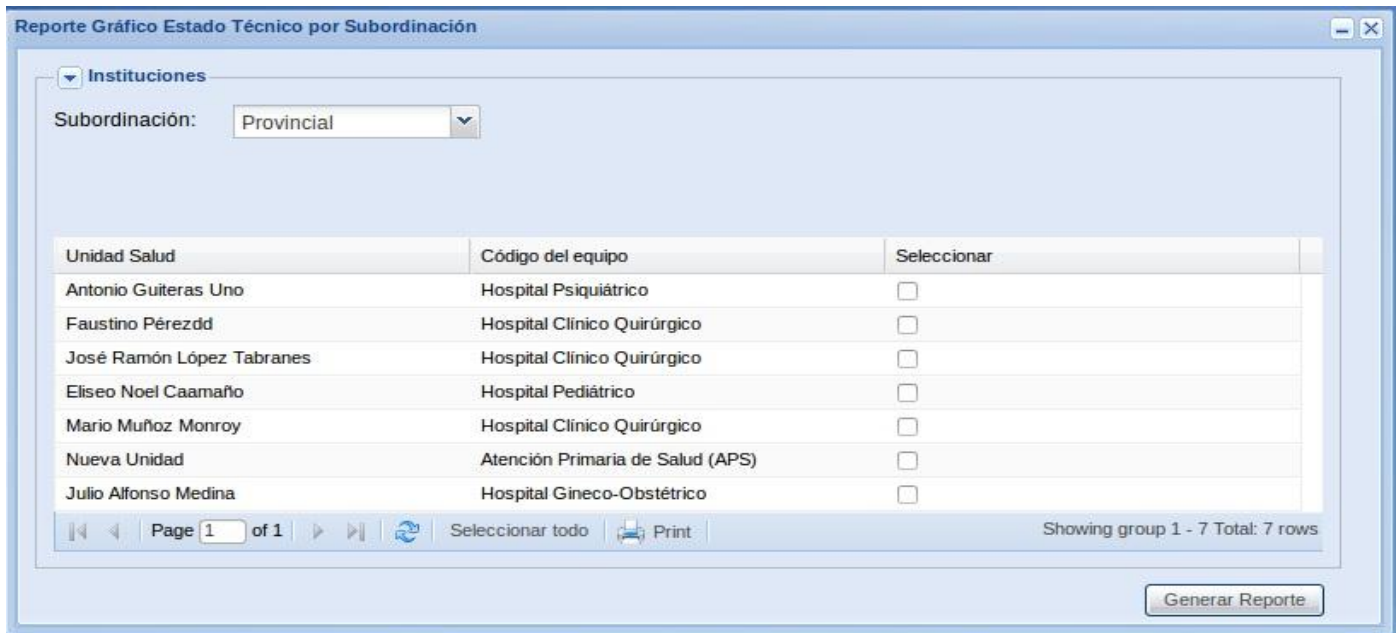 Reporte Gráfico Estado Técnico por Subordinación
Instituciones
Subordinación: Provincial
Unidad Salud Código del equipo Seleccionar
Antonio Guiteras Uno Hospital Psiquiátrico
Faustino Pérezdd Hospital Clínico Quirúrgico
José Ramón López Tabranes Hospital Clínico Quirúrgico
Eliseo Noel Caamaño Hospital Pediátrico
Mario Muñoz Monroy Hospital Clínico Quirúrgico
Nueva Unidad Atención Primaria de Salud (APS)
Julio Alfonso Medina Hospital Gineco-Obstétrico
Page 1 of 1 Seleccionar todo Print Showing group 1 - 7 Total: 7 rows
Generar Reporte